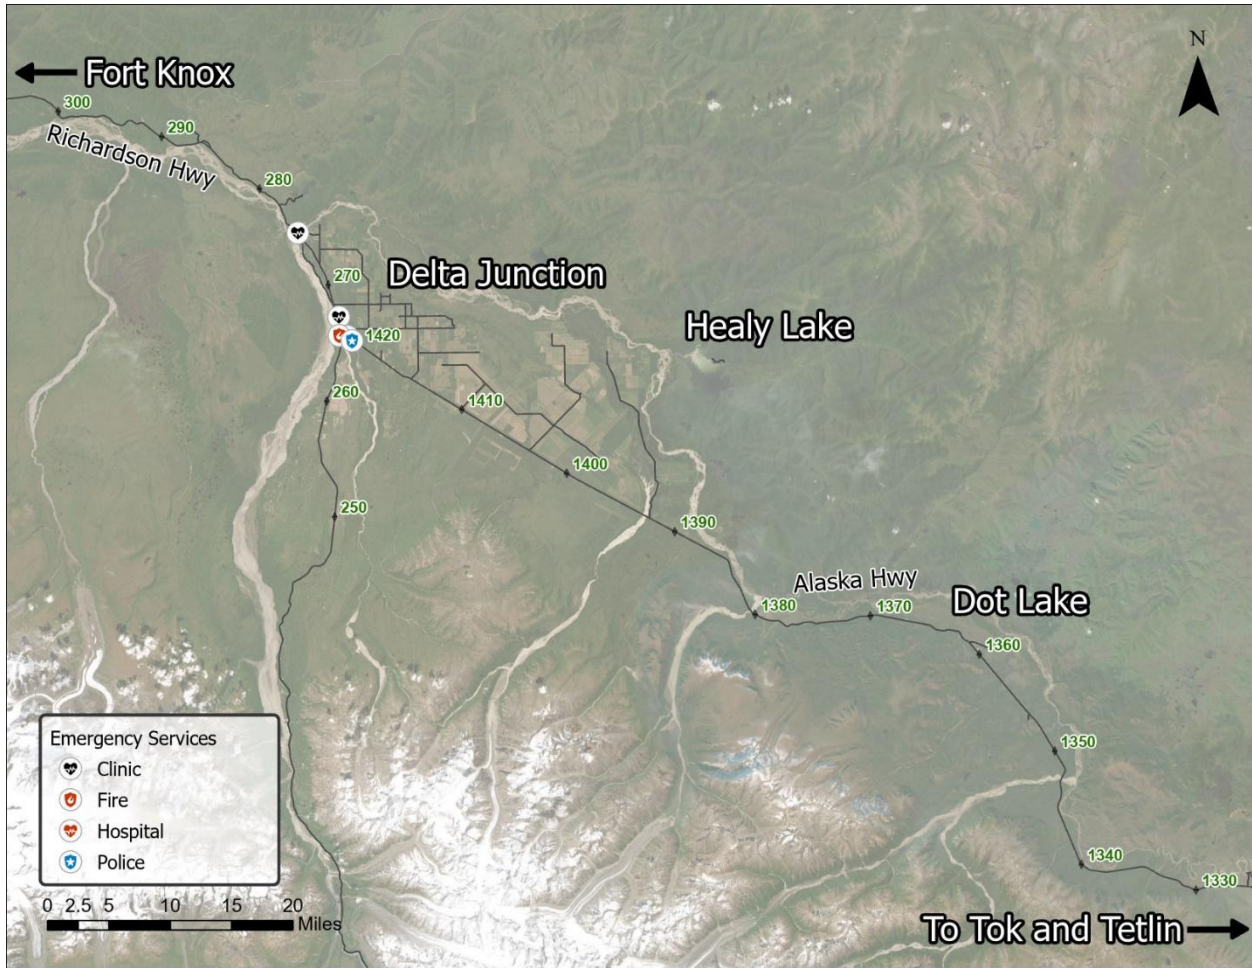 N
Fort Knox
300
290
Richardson Hwy
280
270
Delta Junction
1420
Healy Lake
260
1410
1400
250
1390
Alaska Hwy
1380
1370
Dot Lake
1360
1350
1340
1330
To Tok and Tetlin
Emergency Services
Clinic
Fire
Hospital
Police
0 2.5 5 10 15 20
Miles